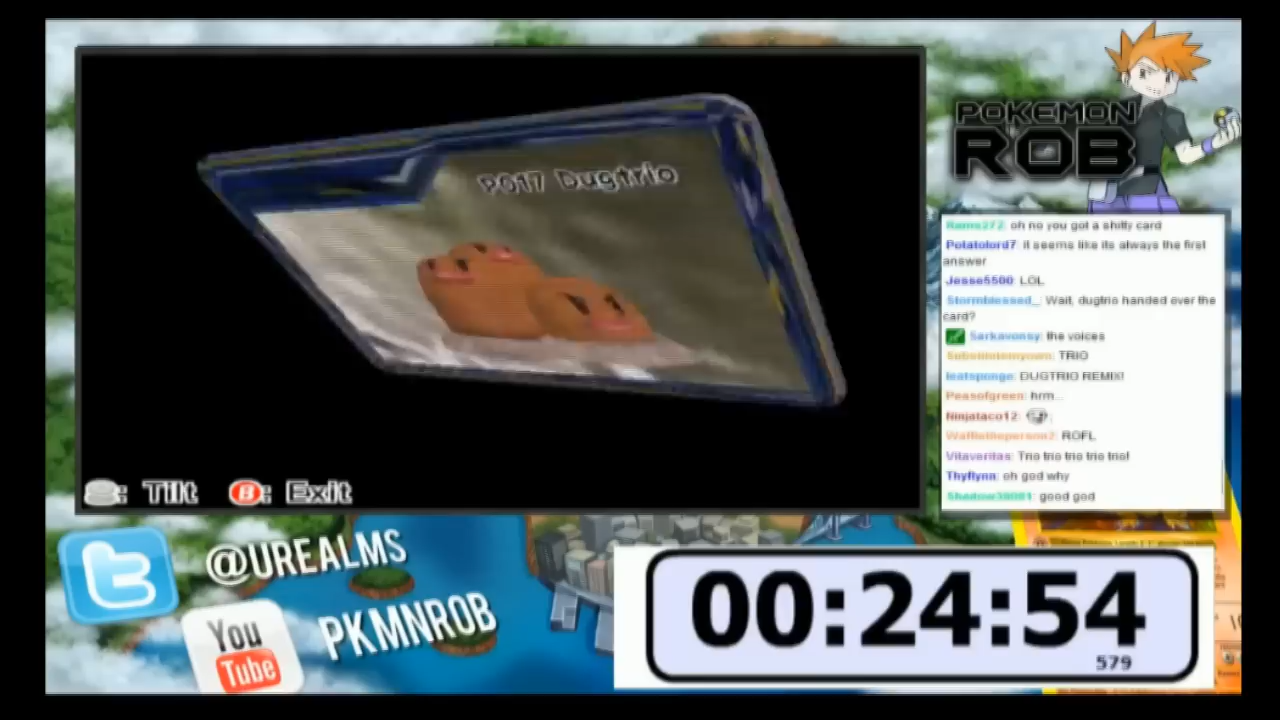 P017 Dugtrio
: Tilt B: Exit
POKEMON
ROB
oh no you got a shitty card
Potatolord7: it seems like its always the first
answer
Jesse5500: LOL
Stormblessed_: Wait, dugtrio handed over the
card?
Sarkavonsy: the voices
TRIO
leatsponge: DUGTRIO REMIX!
Peasofgreen: hrm...
Ninjataco12:
ROFL
Vitaveritas: Trio trio trio trio trio!
Thyflynn: oh god why
good god
@UREALMS
You
Tube
PKMNROB
00:24:54
579